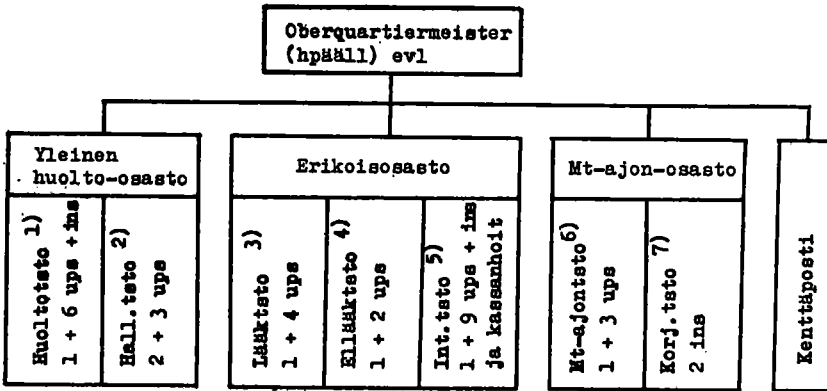 Oberquartiermeister
(hpääll) evl
Yleinen
huolto-osasto
Erikoisosasto
Mt-ajon-osasto
Huoltotsto 1)
1 + 6 ups + ins
Hall.tsto 2)
2 + 3 ups
Lääktsto 3)
1 + 4 ups
Ellääktsto 4)
1 + 2 ups
Int.tsto 5)
1 + 9 ups + ins
ja kassanhoit
Mt-ajontsto 6)
1 + 3 ups
Korj.tsto 7)
2 ins
Kenttäposti